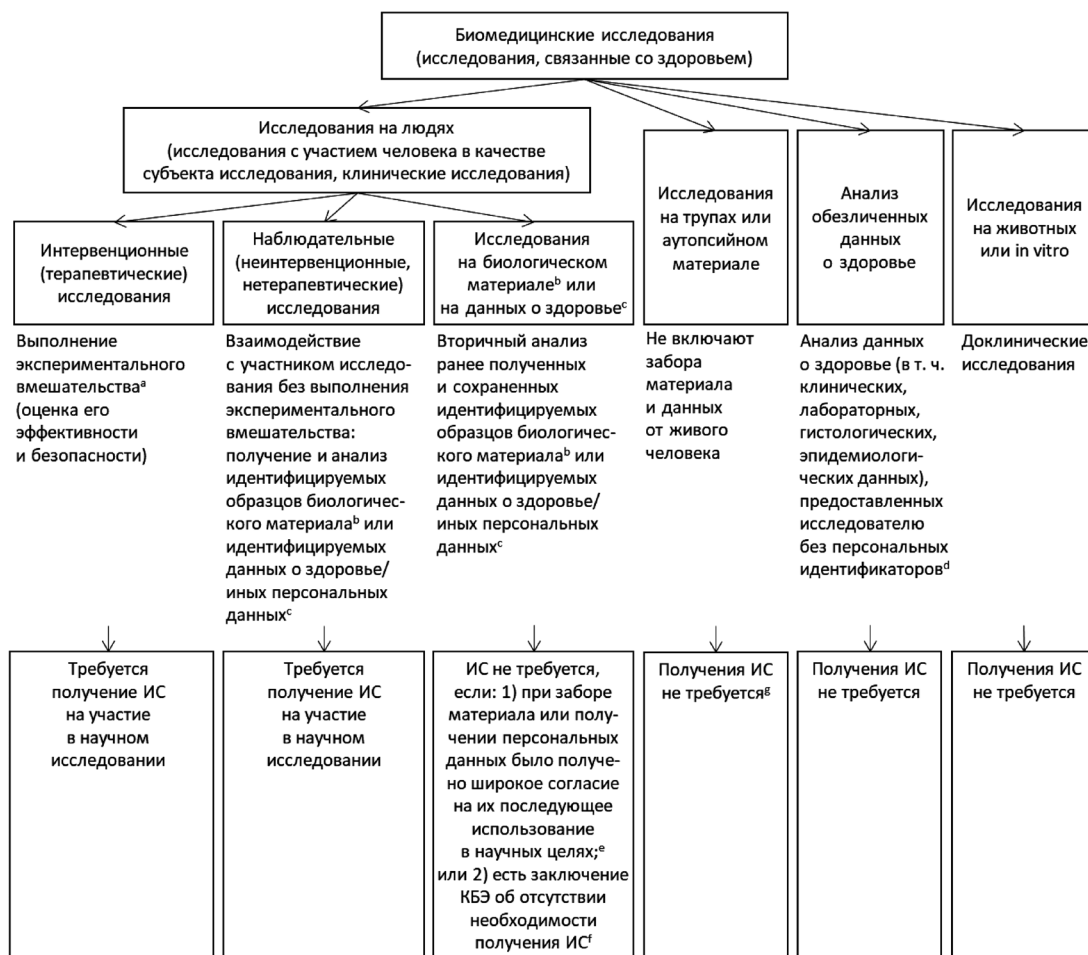 Биомедицинские исследования
(исследования, связанные со здоровьем)
Исследования на людях
(исследования с участием человека в качестве
субъекта исследования, клинические исследования)
Исследования
на трупах или
аутопсийном
материале
Анализ
обезличенных
данных
о здоровье
Исследования
на животных
или in vitro
Интервенционные
(терапевтические)
исследования
Наблюдательные
(неинтервенционные,
нетерапевтические)
исследования
Исследования
на биологическом
материалеᵇ или
на данных о здоровьеᶜ
Выполнение
экспериментального
вмешательстваᵃ
(оценка его
эффективности
и безопасности)
Взаимодействие
с участником исследо-
вания без выполнения
экспериментального
вмешательства:
получение и анализ
идентифицируемых
образцов биологичес-
кого материалаᵇ или
идентифицируемых
данных о здоровье/
иных персональных
данныхᶜ
Вторичный анализ
ранее полученных
и сохраненных
идентифицируемых
образцов биологичес-
кого материалаᵇ или
идентифицируемых
данных о здоровье/
иных персональных
данныхᶜ
Не включают
забора
материала
и данных
от живого
человека
Анализ данных
о здоровье (в т. ч.
клинических,
лабораторных,
гистологических,
эпидемиологи-
ческих данных),
предоставленных
исследователю
без персональных
идентификаторовᵈ
Доклинические
исследования
Требуется
получение ИС
на участие
в научном
исследовании
Требуется
получение ИС
на участие
в научном
исследовании
ИС не требуется,
если: 1) при заборе
материала или полу-
чении персональных
данных было получе-
но широкое согласие
на их последующее
использование
в научных целях;ᵉ
или 2) есть заключение
КБЭ об отсутствии
необходимости
получения ИСᶠ
Получения ИС
не требуетсяᵍ
Получения ИС
не требуется
Получения ИС
не требуется